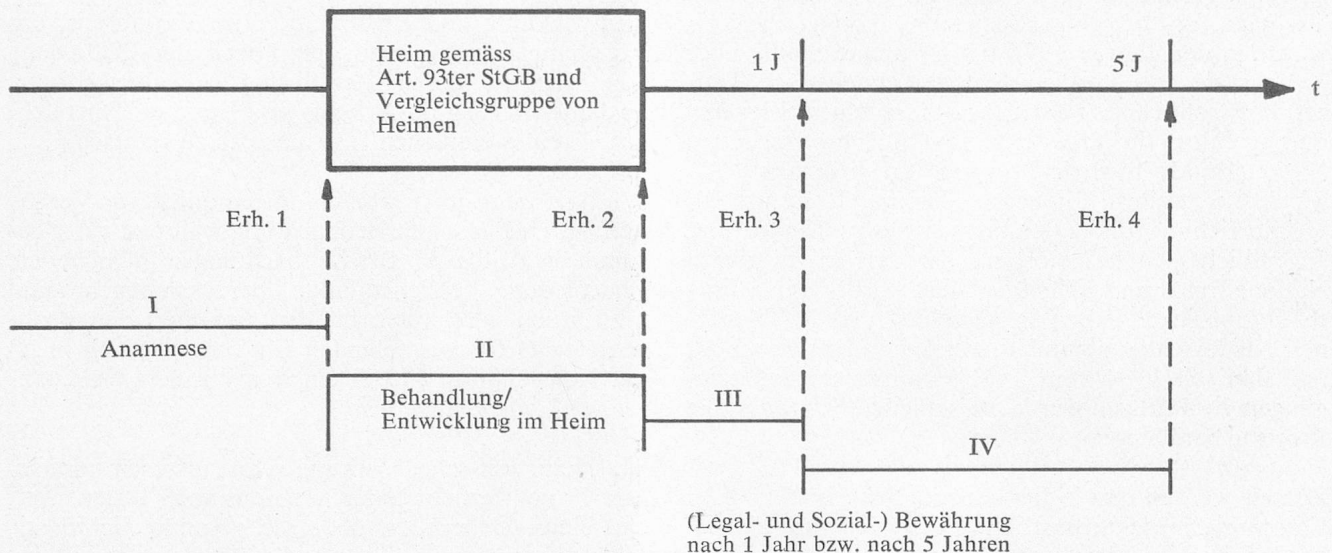 Heim gemäss
Art. 93ter StGB und
Vergleichsgruppe von
Heimen
1 J
5 J
t
Erh. 1
Erh. 2
Erh. 3
Erh. 4
I
Anamnese
II
Behandlung/
Entwicklung im Heim
III
IV
(Legal- und Sozial-) Bewährung
nach 1 Jahr bzw. nach 5 Jahren